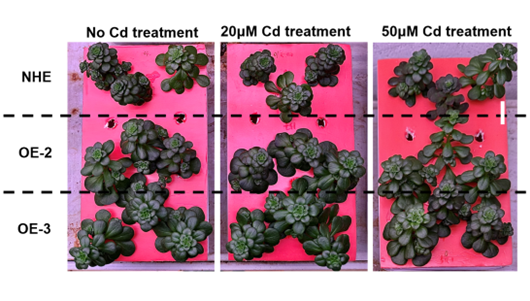 No Cd treatment 20μM Cd treatment 50μM Cd treatment
NHE
OE-2
OE-3